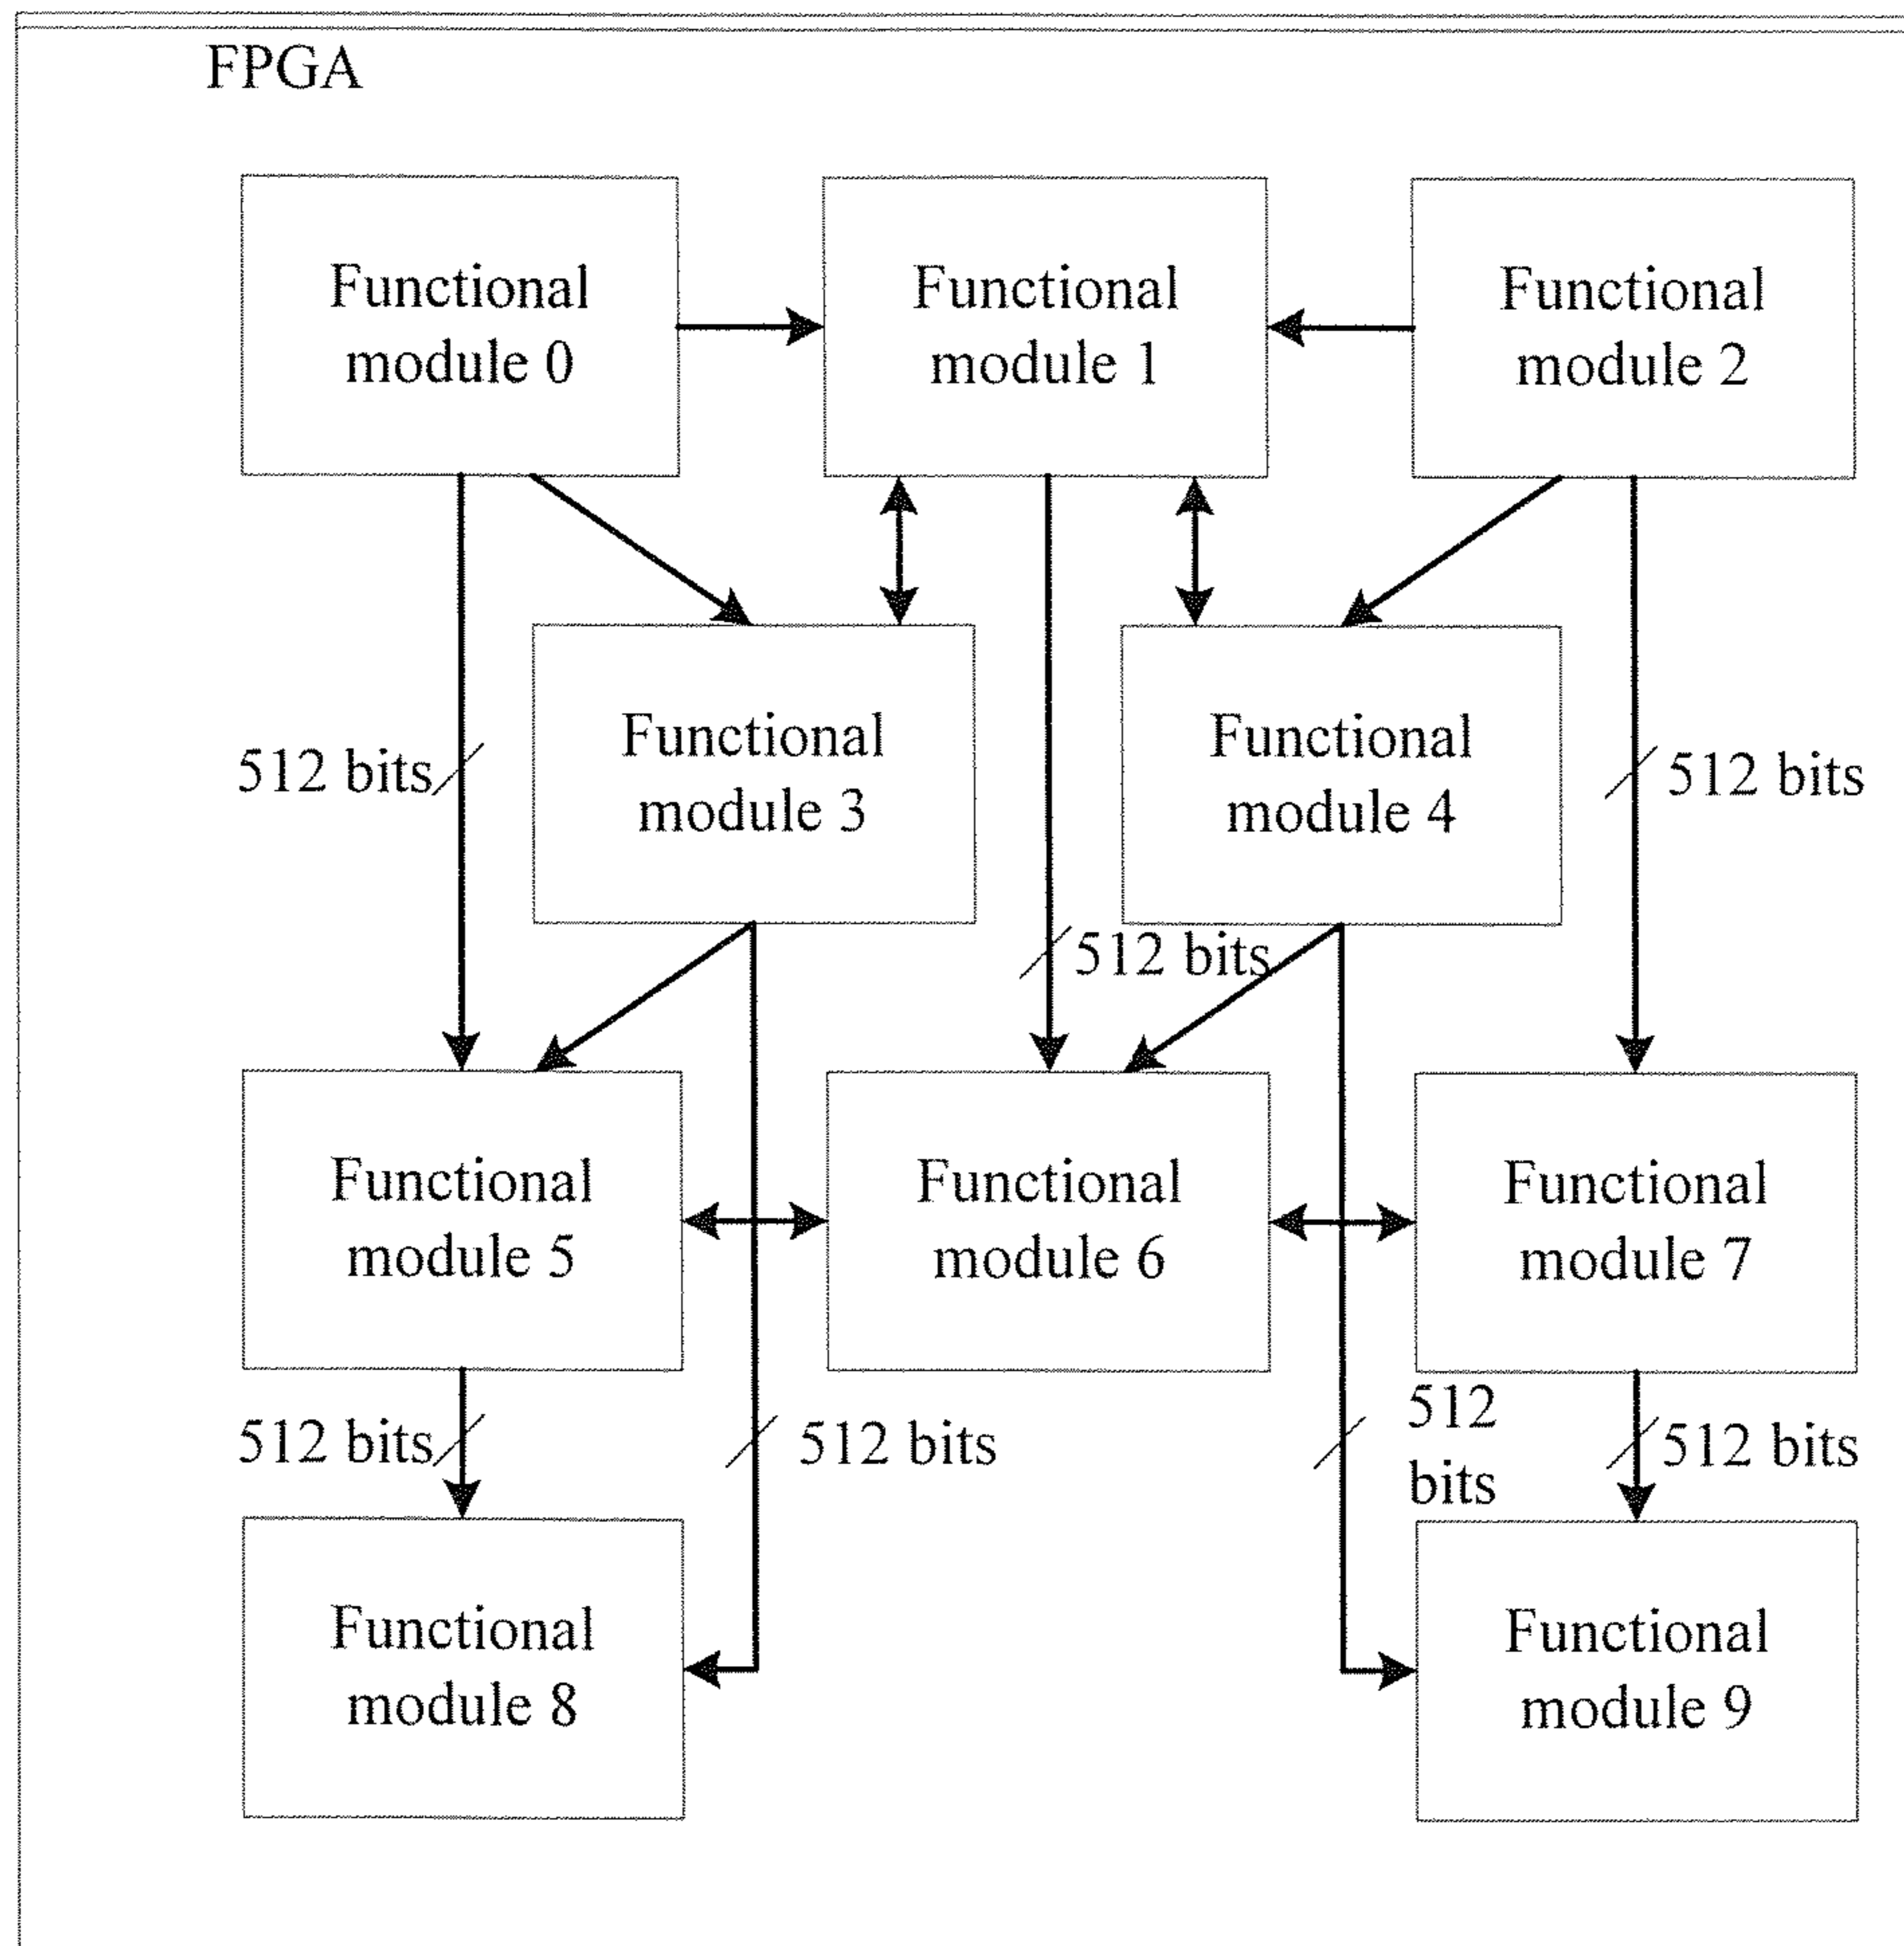 FPGA
Functional
module 0
Functional
module 1
Functional
module 2
Functional
module 3
Functional
module 4
512 bits
512 bits
512 bits
Functional
module 5
Functional
module 6
Functional
module 7
512 bits
512 bits
512
bits
512 bits
Functional
module 8
Functional
module 9